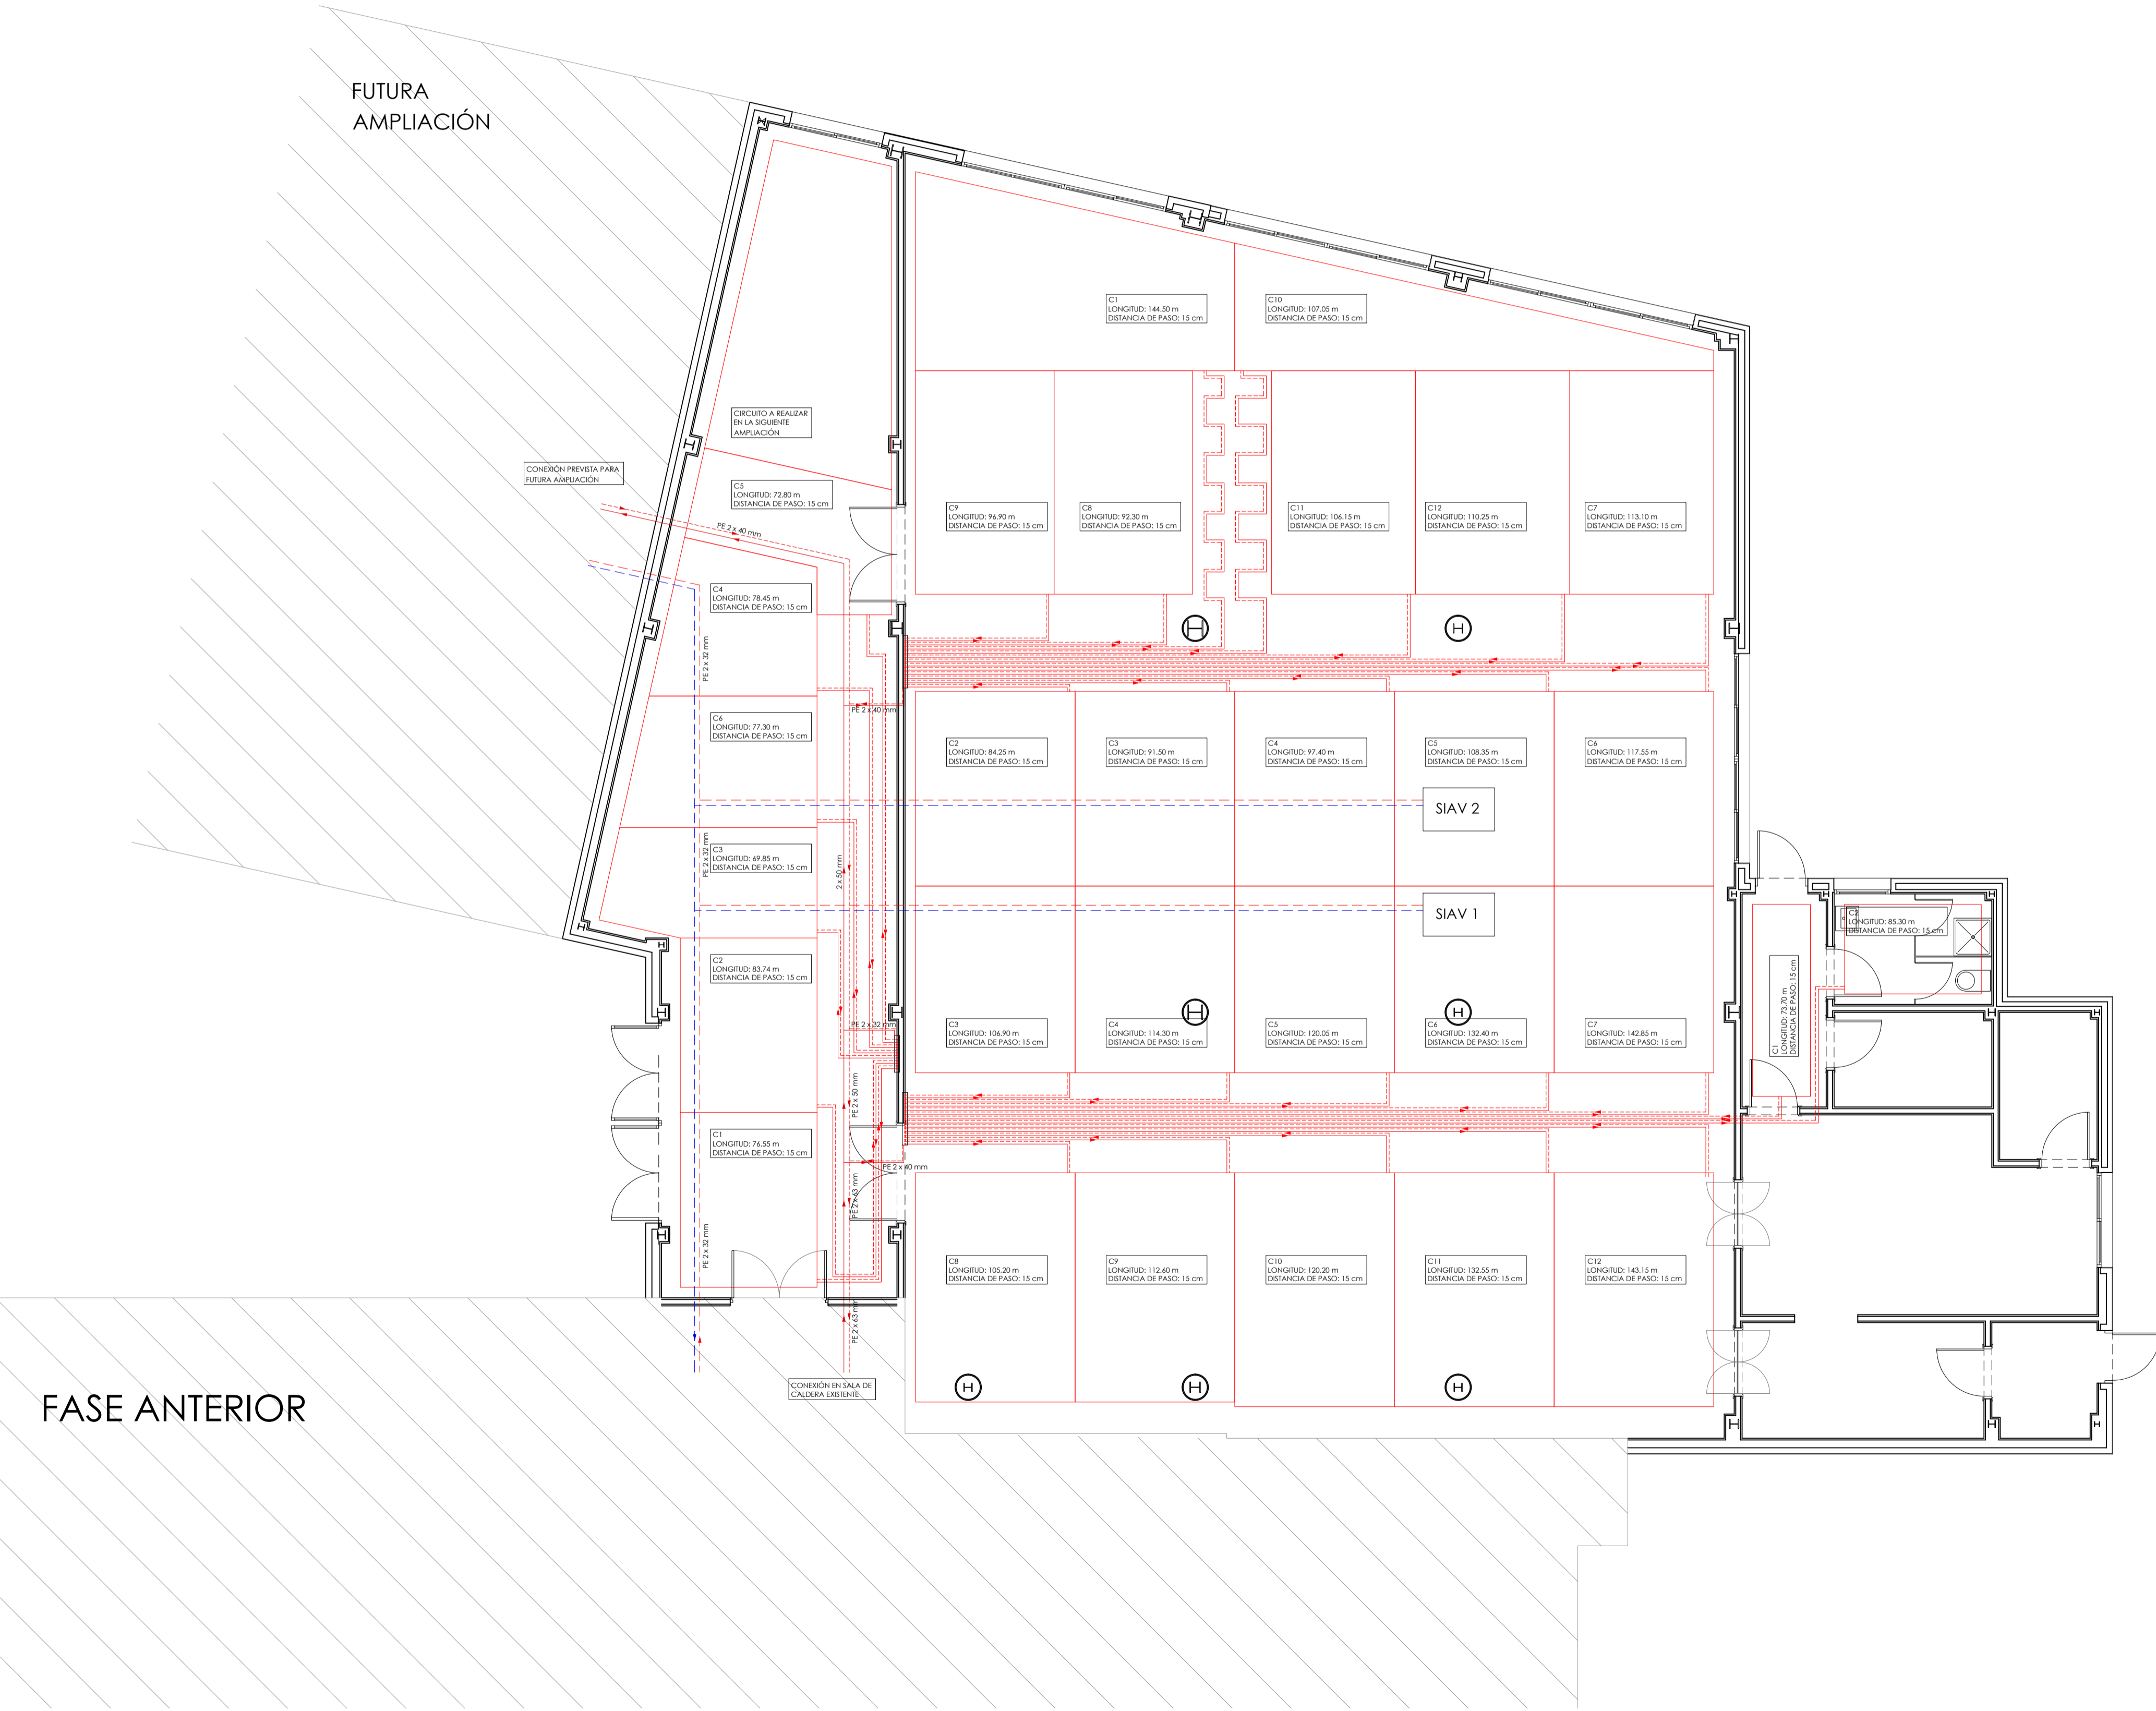 FUTURA
AMPLIACIÓN
C1
LONGITUD: 144.50 m
DISTANCIA DE PASO: 15 cm
C10
LONGITUD: 107.05 m
DISTANCIA DE PASO: 15 cm
CIRCUITO A REALIZAR
EN LA SIGUIENTE
AMPLIACIÓN
CONEXIÓN PREVISTA PARA
FUTURA AMPLIACIÓN
C5
LONGITUD: 72.80 m
DISTANCIA DE PASO: 15 cm
PE 2 x 40 mm
C9
LONGITUD: 96.90 m
DISTANCIA DE PASO: 15 cm
C8
LONGITUD: 92.30 m
DISTANCIA DE PASO: 15 cm
C11
LONGITUD: 106.15 m
DISTANCIA DE PASO: 15 cm
C12
LONGITUD: 110.25 m
DISTANCIA DE PASO: 15 cm
C7
LONGITUD: 113.10 m
DISTANCIA DE PASO: 15 cm
C4
LONGITUD: 78.45 m
DISTANCIA DE PASO: 15 cm
PE 2 x 32 mm
PE 2 x 40 mm
C6
LONGITUD: 77.30 m
DISTANCIA DE PASO: 15 cm
C2
LONGITUD: 84.25 m
DISTANCIA DE PASO: 15 cm
C3
LONGITUD: 91.50 m
DISTANCIA DE PASO: 15 cm
C4
LONGITUD: 97.40 m
DISTANCIA DE PASO: 15 cm
C5
LONGITUD: 108.35 m
DISTANCIA DE PASO: 15 cm
C6
LONGITUD: 117.55 m
DISTANCIA DE PASO: 15 cm
SIAV 2
PE 2 x 32 mm
C3
LONGITUD: 69.85 m
DISTANCIA DE PASO: 15 cm
2 x 50 mm
SIAV 1
C2
LONGITUD: 85.30 m
DISTANCIA DE PASO: 15 cm
C2
LONGITUD: 83.74 m
DISTANCIA DE PASO: 15 cm
C1
LONGITUD: 73.70 m
DISTANCIA DE PASO: 15 cm
PE 2 x 32 mm
C3
LONGITUD: 106.90 m
DISTANCIA DE PASO: 15 cm
C4
LONGITUD: 114.30 m
DISTANCIA DE PASO: 15 cm
C5
LONGITUD: 120.05 m
DISTANCIA DE PASO: 15 cm
C6
LONGITUD: 132.40 m
DISTANCIA DE PASO: 15 cm
C7
LONGITUD: 142.85 m
DISTANCIA DE PASO: 15 cm
PE 2 x 50 mm
C1
LONGITUD: 76.55 m
DISTANCIA DE PASO: 15 cm
PE 2 x 40 mm
PE 2 x 63 mm
PE 2 x 32 mm
C8
LONGITUD: 105.20 m
DISTANCIA DE PASO: 15 cm
C9
LONGITUD: 112.60 m
DISTANCIA DE PASO: 15 cm
C10
LONGITUD: 120.20 m
DISTANCIA DE PASO: 15 cm
C11
LONGITUD: 132.55 m
DISTANCIA DE PASO: 15 cm
C12
LONGITUD: 143.15 m
DISTANCIA DE PASO: 15 cm
PE 2 x 63 mm
CONEXIÓN EN SALA DE
CALDERA EXISTENTE
FASE ANTERIOR